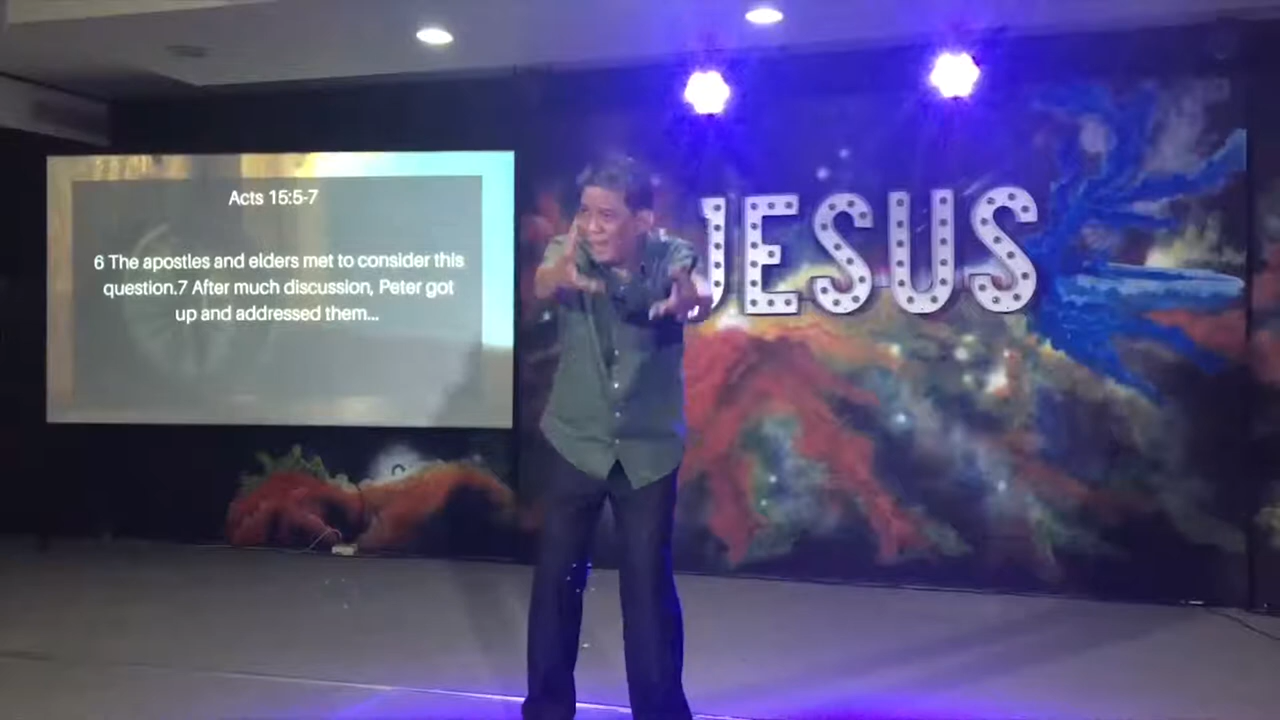 Acts 15:5-7
6 The apostles and elders met to consider this
question.7 After much discussion, Peter got
up and addressed them...
JESUS